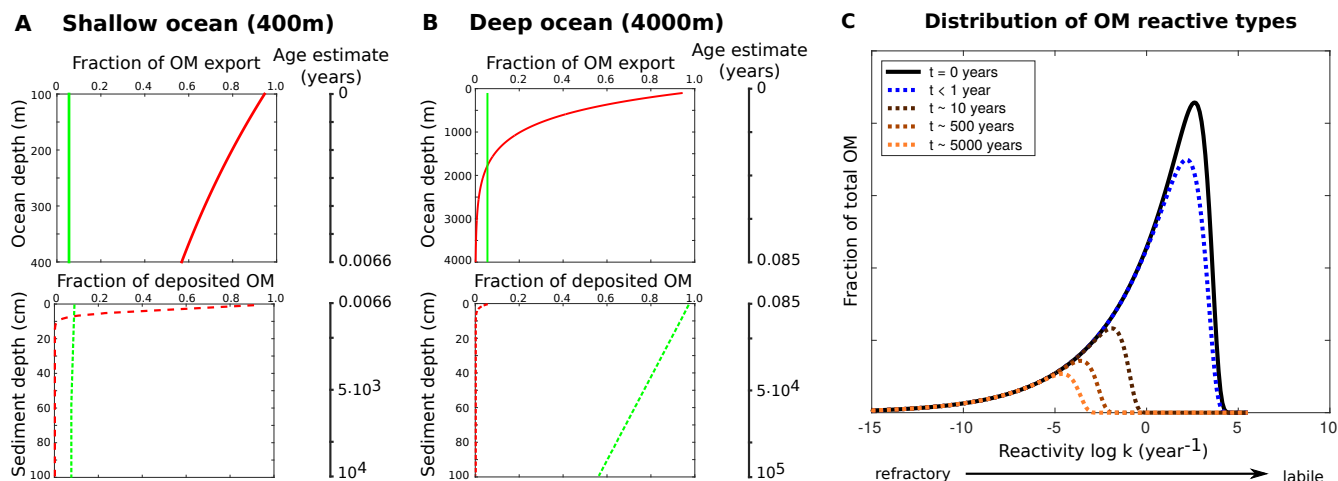 A Shallow ocean (400m)
Fraction of OM export
Age estimate
(years)
0 0.2 0.4 0.6 0.8 1.0
Ocean depth (m)
100
200
300
400
0
0.0066
Fraction of deposited OM
0 0.2 0.4 0.6 0.8 1.0
Sediment depth (cm)
0
20
40
60
80
100
0.0066
5·10³
10⁴
B Deep ocean (4000m)
Fraction of OM export
Age estimate
(years)
0 0.2 0.4 0.6 0.8 1.0
Ocean depth (m)
0
1000
2000
3000
4000
0
0.085
Fraction of deposited OM
0 0.2 0.4 0.6 0.8 1.0
Sediment depth (cm)
0
20
40
60
80
100
0.085
5·10⁴
10⁵
C Distribution of OM reactive types
t = 0 years
t < 1 year
t ~ 10 years
t ~ 500 years
t ~ 5000 years
Fraction of total OM
-15 -10 -5 0 5 10
Reactivity log k (year⁻¹)
refractory labile